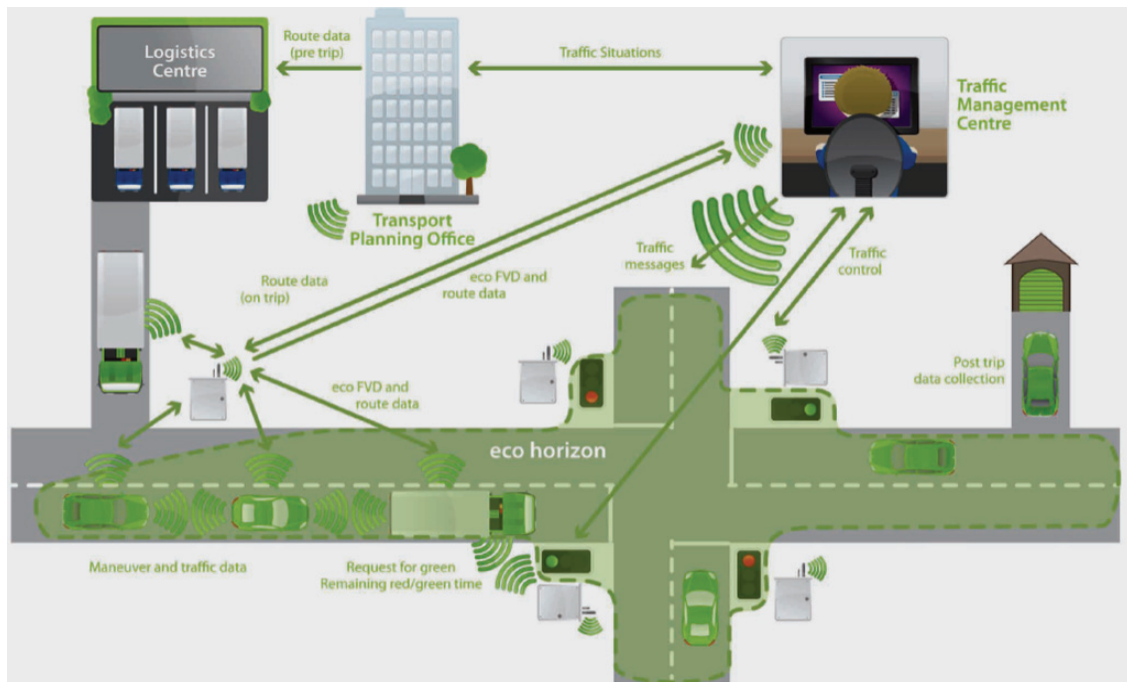 Logistics
Centre
Route data
(pre trip)
Traffic Situations
Traffic
Management
Centre
Transport
Planning Office
Traffic
messages
Traffic
control
Route data
(on trip)
eco FVD and
route data
Post trip
data collection
eco FVD and
route data
eco horizon
Maneuver and traffic data
Request for green
Remaining red/green time